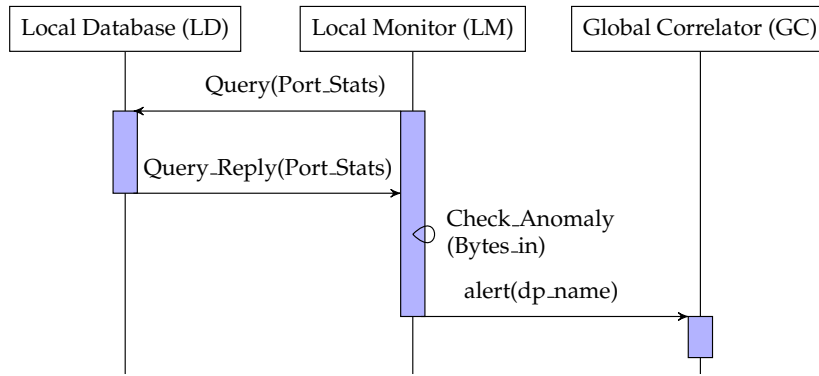 Local Database (LD)
Local Monitor (LM)
Global Correlator (GC)
Query(Port_Stats)
Query_Reply(Port_Stats)
Check_Anomaly
(Bytes_in)
alert(dp_name)